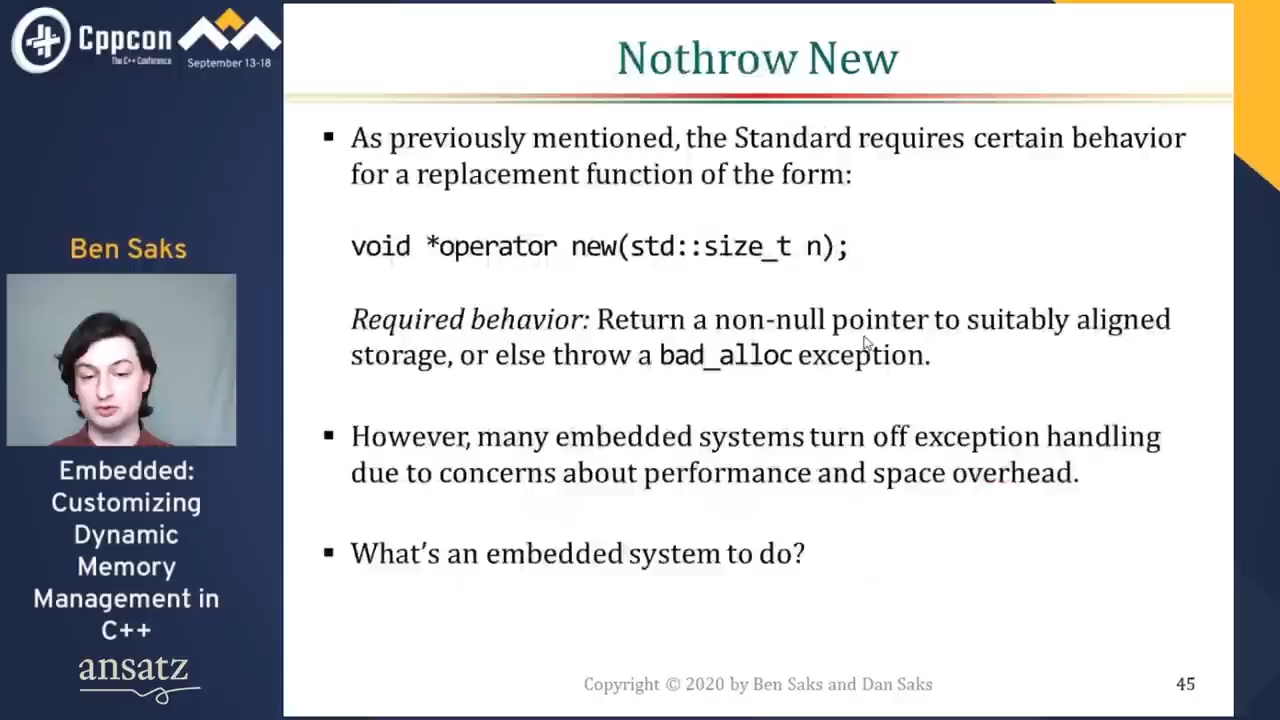 Cppcon
The C++ Conference
September 13-18
Ben Saks
Embedded:
Customizing
Dynamic
Memory
Management in
C++
ansatz
Nothrow New
▪ As previously mentioned, the Standard requires certain behavior
for a replacement function of the form:
void *operator new(std::size_t n);
Required behavior: Return a non-null pointer to suitably aligned
storage, or else throw a bad_alloc exception.
▪ However, many embedded systems turn off exception handling
due to concerns about performance and space overhead.
▪ What’s an embedded system to do?
Copyright © 2020 by Ben Saks and Dan Saks
45